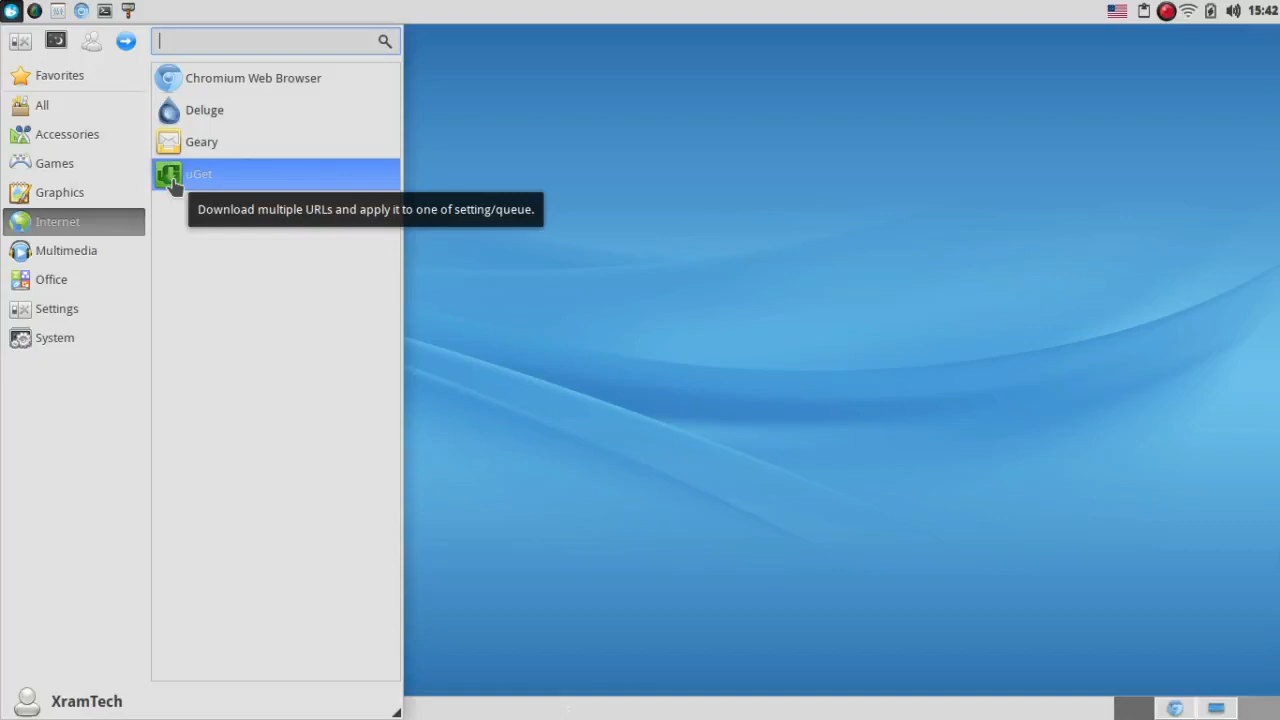 15:42
Favorites
All
Accessories
Games
Graphics
Internet
Multimedia
Office
Settings
System
Chromium Web Browser
Deluge
Geary
uGet
Download multiple URLs and apply it to one of setting/queue.
XramTech